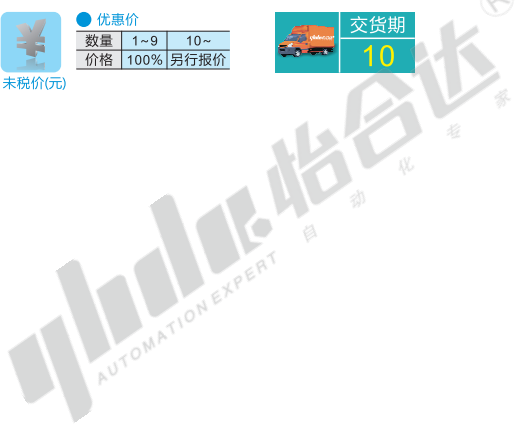 优惠价
数量 1~9 10~
价格 100% 另行报价
未税价(元)
交货期
10
yhdc 怡合达®
自动化专家
AUTOMATION EXPERT